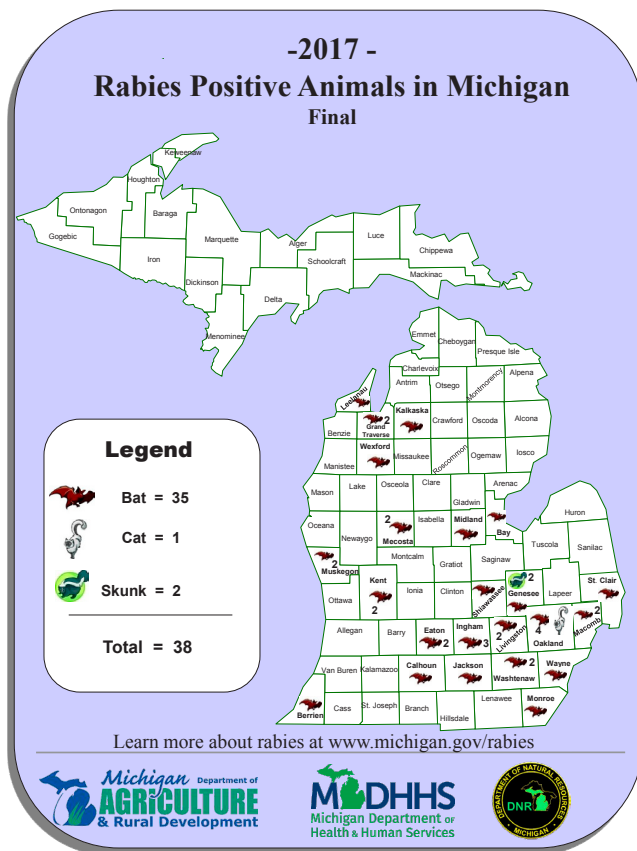 -2017 -
Rabies Positive Animals in Michigan
Final
Keweenaw
Houghton
Ontonagon
Baraga
Gogebic
Marquette
Alger
Luce
Chippewa
Schoolcraft
Iron
Mackinac
Dickinson
Delta
Menominee
Emmet
Cheboygan
Presque Isle
Charlevoix
Antrim
Otsego
Montmorency
Alpena
Leelanau
2
Grand
Traverse
Kalkaska
Crawford
Oscoda
Alcona
Benzie
Wexford
Manistee
Missaukee
Roscommon
Ogemaw
Iosco
Arenac
Mason
Lake
Osceola
Clare
Gladwin
Huron
Oceana
Newaygo
2
Mecosta
Isabella
Midland
Bay
Tuscola
Sanilac
2
Muskegon
Montcalm
Gratiot
Saginaw
Kent
2
Ottawa
Ionia
Clinton
Shiawassee
2
Genesee
Lapeer
St. Clair
Allegan
Barry
Eaton
2
Ingham
3
2
Livingston
4
Oakland
2
Macomb
Van Buren
Kalamazoo
Calhoun
Jackson
2
Washtenaw
Wayne
Berrien
Cass
St. Joseph
Branch
Hillsdale
Lenawee
Monroe
Legend
Bat = 35
Cat = 1
Skunk = 2
Total = 38
Learn more about rabies at www.michigan.gov/rabies
Michigan Department of
AGRICULTURE
& Rural Development
MDHHS
Michigan Department OF
Health & Human Services
DEPARTMENT OF NATURAL RESOURCES
DNR
MICHIGAN